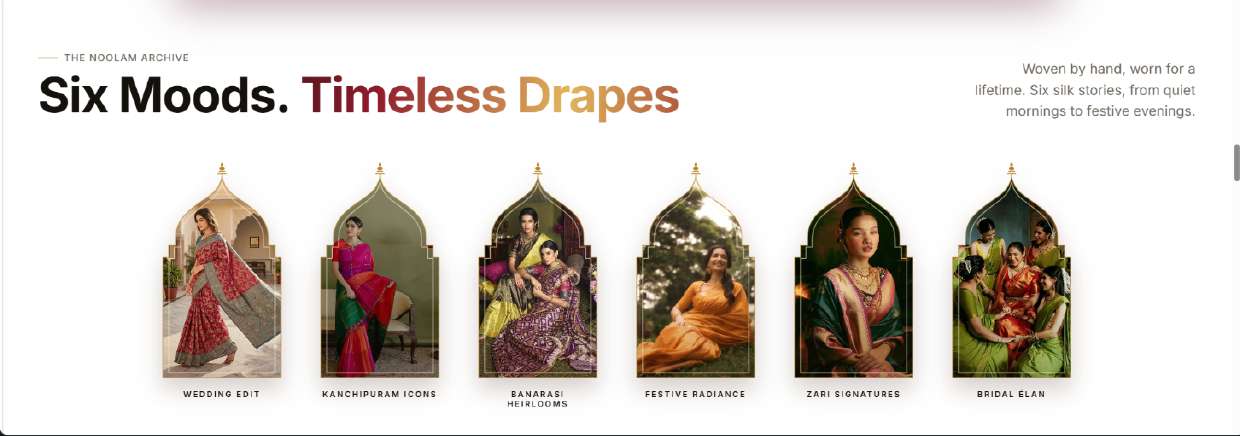 THE NOOLAM ARCHIVE
Six Moods. Timeless Drapes
Woven by hand, worn for a
lifetime. Six silk stories, from quiet
mornings to festive evenings.
WEDDING EDIT
KANCHIPURAM ICONS
BANARASI
HEIRLOOMS
FESTIVE RADIANCE
ZARI SIGNATURES
BRIDAL ÉLAN